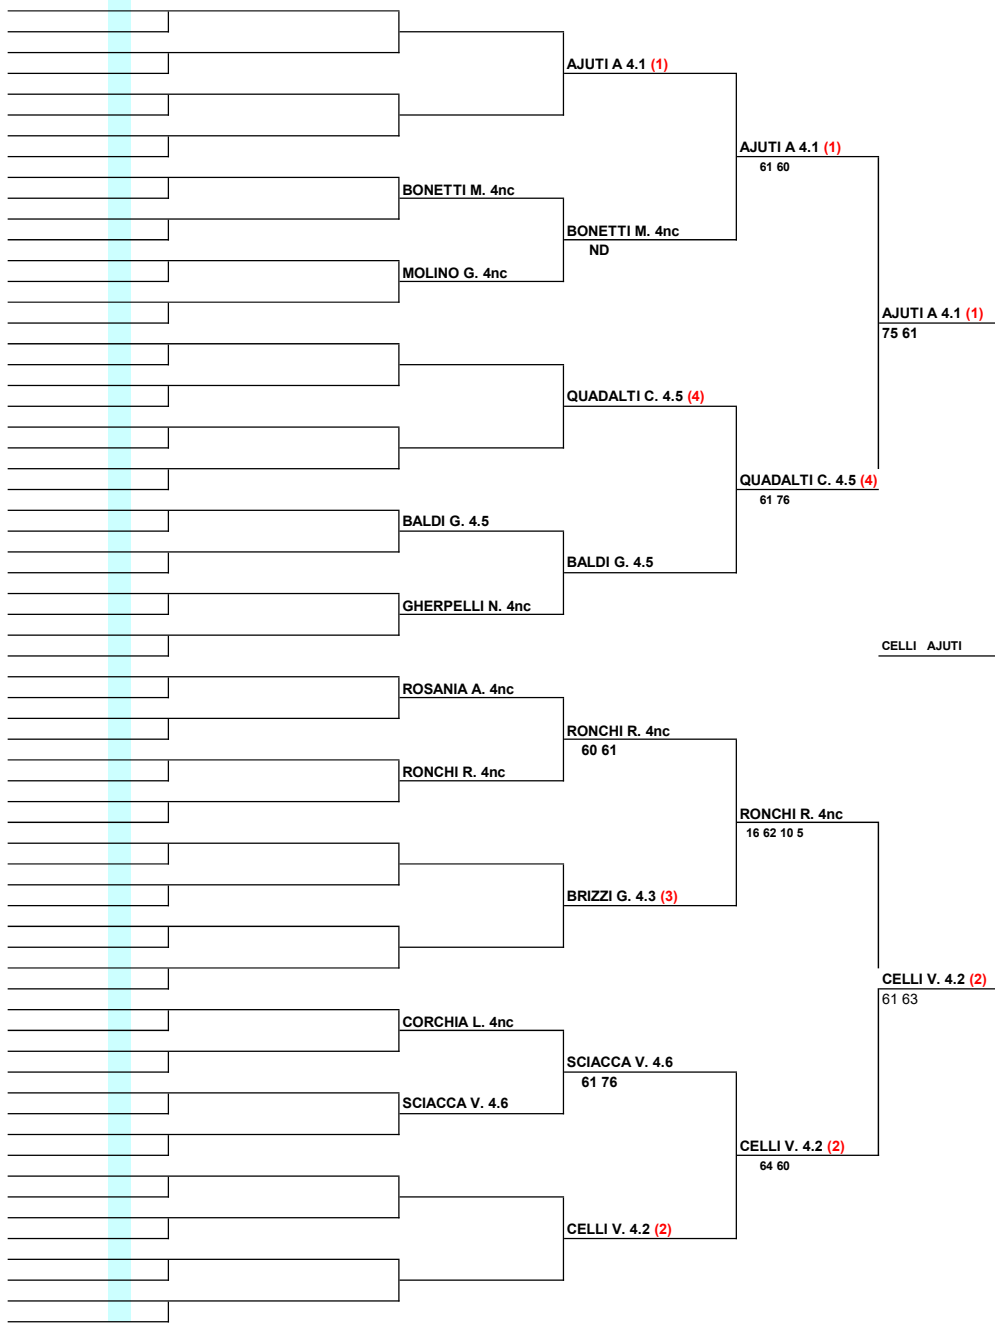 AJUTI A 4.1 (1)
AJUTI A 4.1 (1)
61 60
BONETTI M. 4nc
BONETTI M. 4nc
ND
MOLINO G. 4nc
AJUTI A 4.1 (1)
75 61
QUADALTI C. 4.5 (4)
QUADALTI C. 4.5 (4)
61 76
BALDI G. 4.5
BALDI G. 4.5
GHERPELLI N. 4nc
CELLI AJUTI
ROSANIA A. 4nc
RONCHI R. 4nc
60 61
RONCHI R. 4nc
RONCHI R. 4nc
16 62 10 5
BRIZZI G. 4.3 (3)
CELLI V. 4.2 (2)
61 63
CORCHIA L. 4nc
SCIACCA V. 4.6
61 76
SCIACCA V. 4.6
CELLI V. 4.2 (2)
64 60
CELLI V. 4.2 (2)